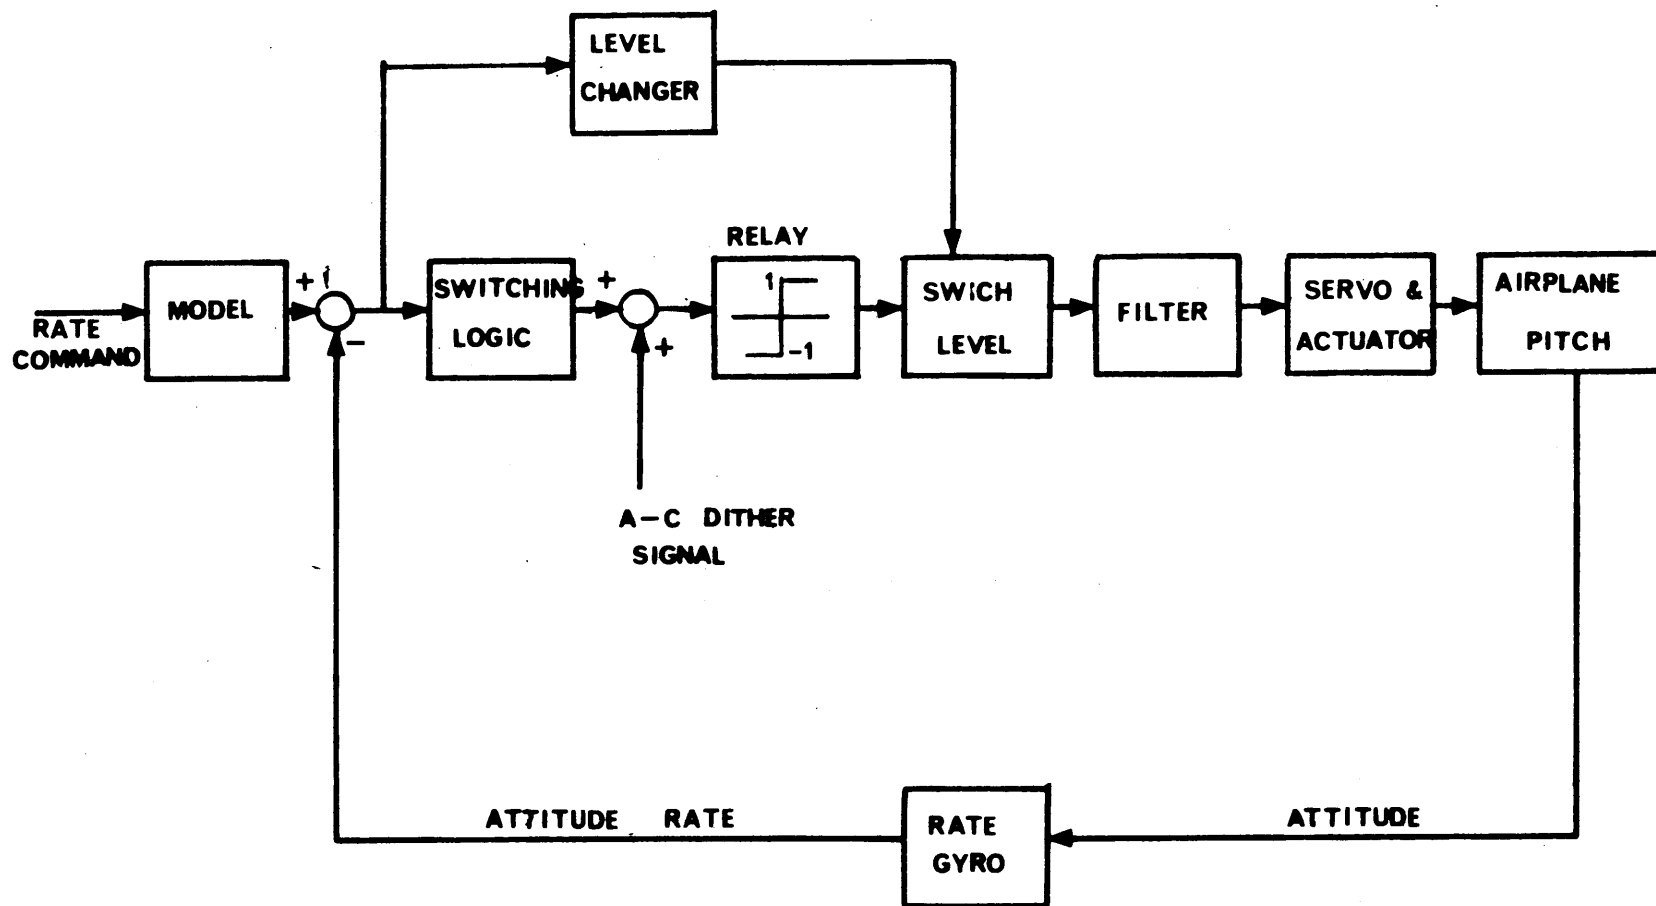 LEVEL
CHANGER
RELAY
RATE
COMMAND
MODEL
+
−
SWITCHING
LOGIC
+
+
1
-1
SWICH
LEVEL
FILTER
SERVO &
ACTUATOR
AIRPLANE
PITCH
A-C DITHER
SIGNAL
ATTITUDE RATE
RATE
GYRO
ATTITUDE